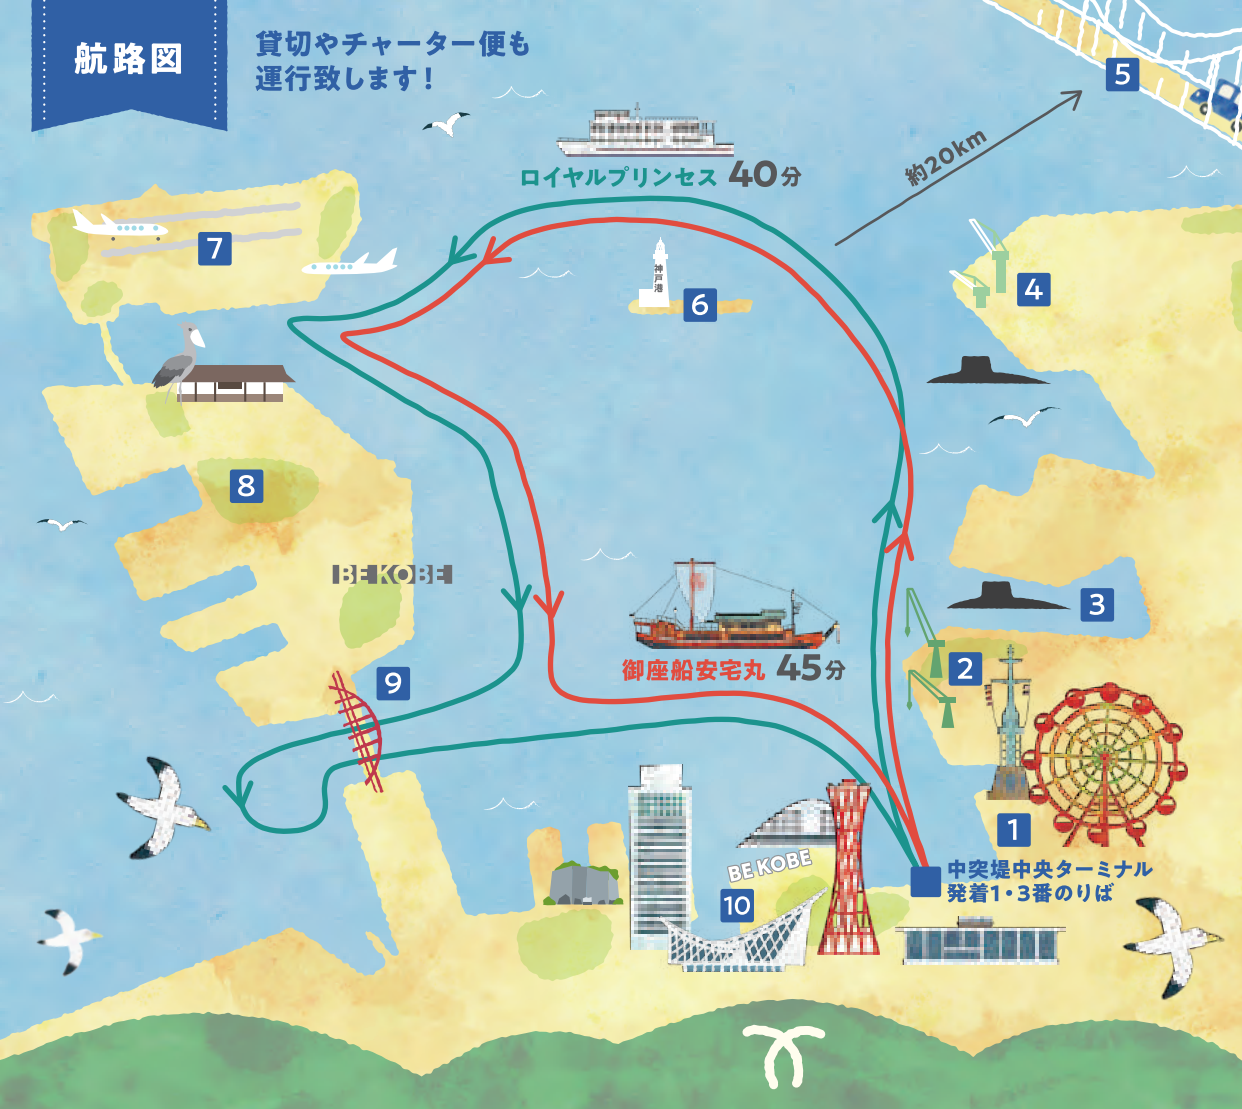 航路図
貸切やチャーター便も
運行致します!
5
約20km
ロイヤルプリンセス 40分
7
神戸港
6
4
8
BE KOBE
3
御座船安宅丸 45分
2
9
1
BE KOBE
10
中突堤中央ターミナル
発着1・3番のりば